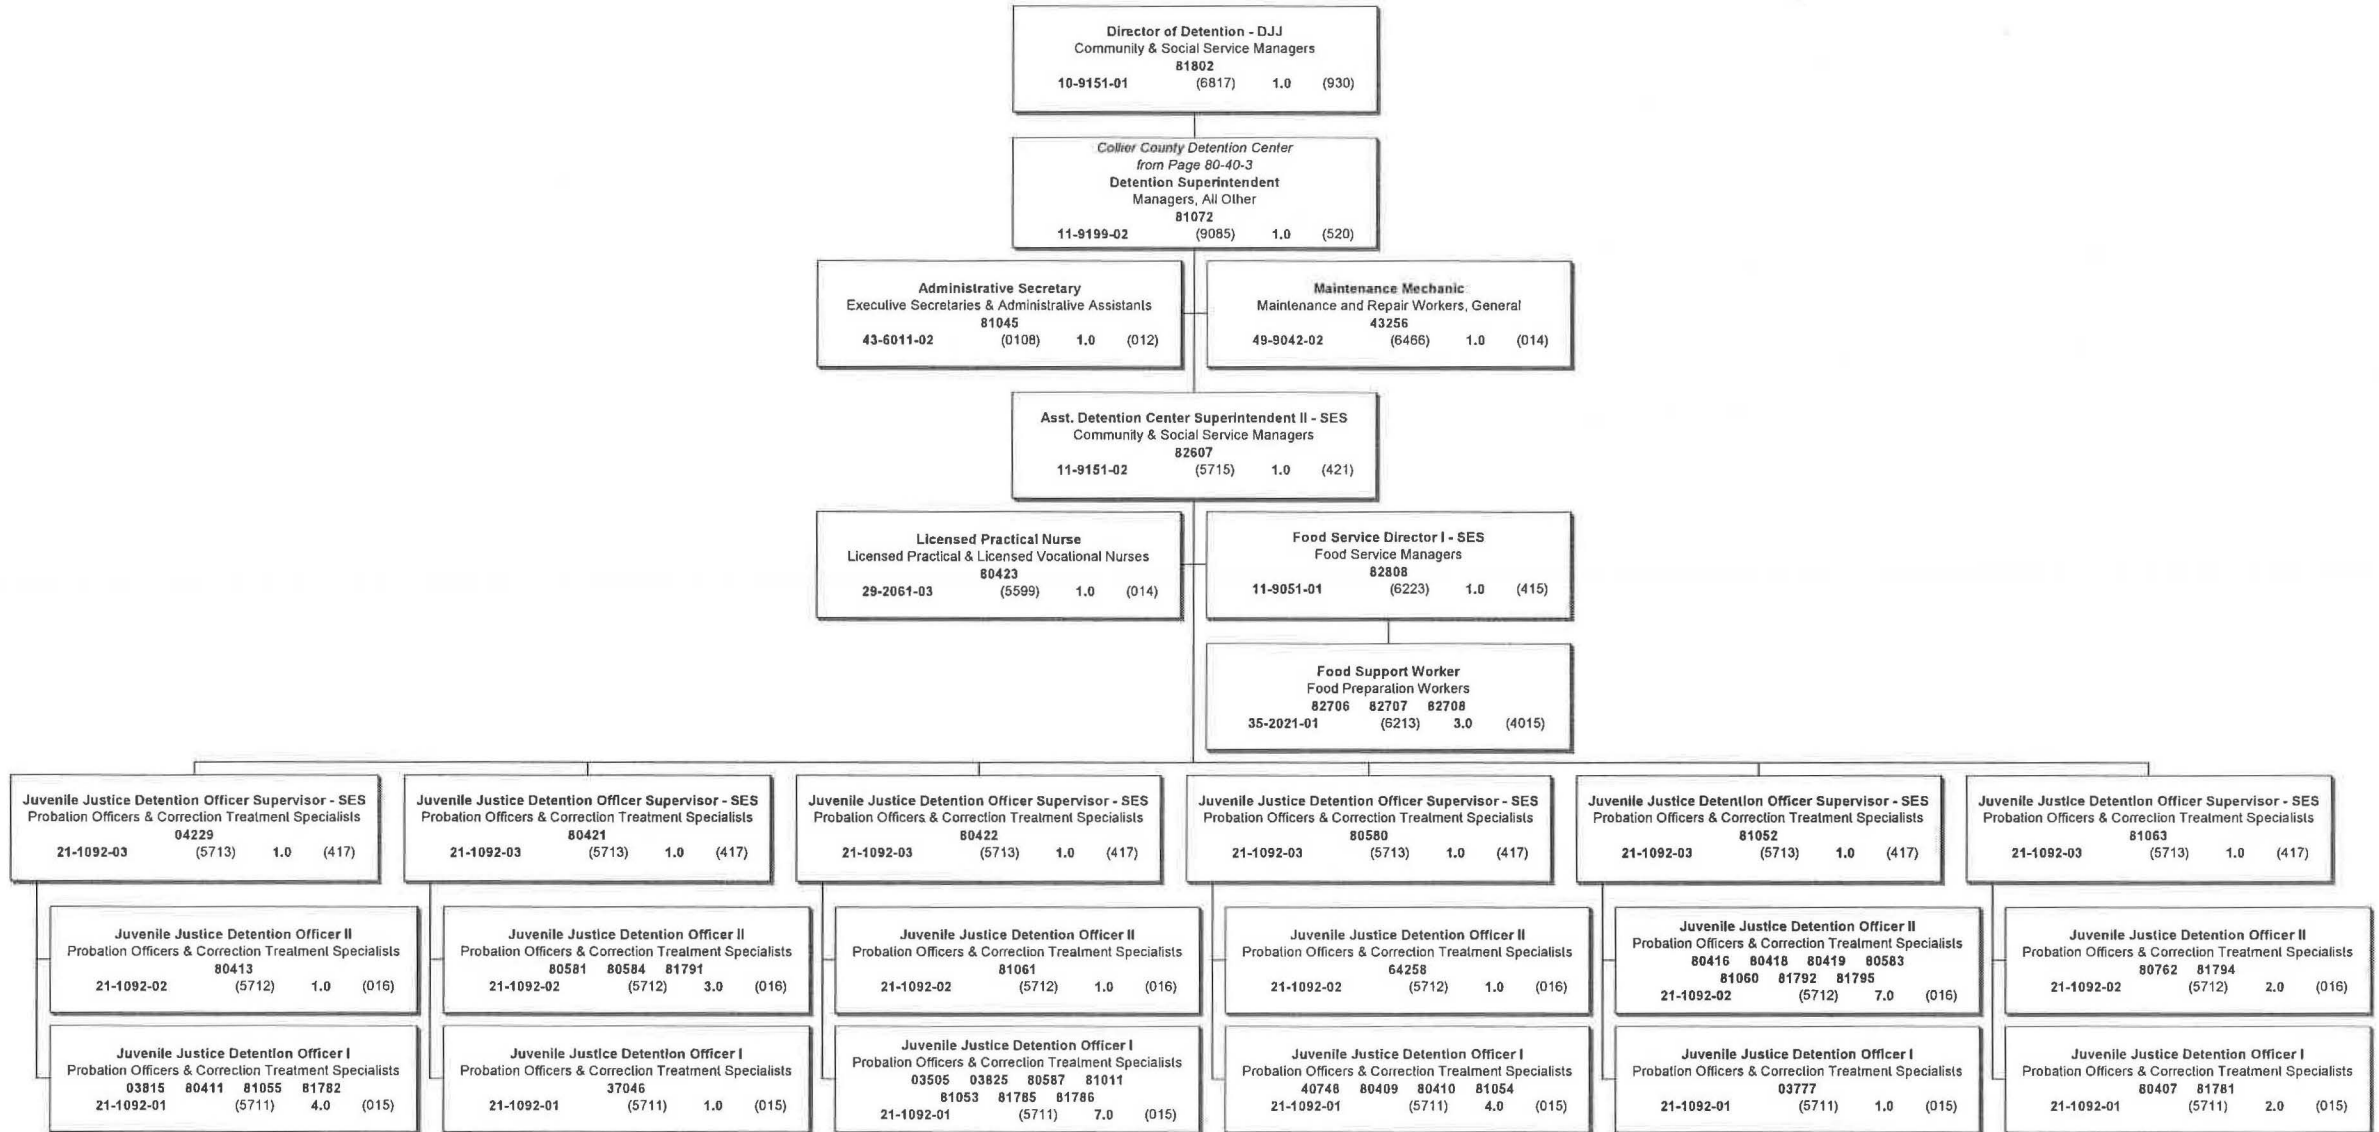 Director of Detention - DJJ
Community & Social Service Managers
81802
10-9151-01 (6817) 1.0 (930)
Collier County Detention Center
from Page 80-40-3
Detention Superintendent
Managers, All Other
81072
11-9199-02 (9085) 1.0 (520)
Administrative Secretary
Executive Secretaries & Administrative Assistants
81045
43-6011-02 (0108) 1.0 (012)
Maintenance Mechanic
Maintenance and Repair Workers, General
43256
49-9042-02 (6466) 1.0 (014)
Asst. Detention Center Superintendent II - SES
Community & Social Service Managers
82607
11-9151-02 (5715) 1.0 (421)
Licensed Practical Nurse
Licensed Practical & Licensed Vocational Nurses
80423
29-2061-03 (5599) 1.0 (014)
Food Service Director I - SES
Food Service Managers
82808
11-9051-01 (6223) 1.0 (415)
Food Support Worker
Food Preparation Workers
82706 82707 82708
35-2021-01 (6213) 3.0 (4015)
Juvenile Justice Detention Officer Supervisor - SES
Probation Officers & Correction Treatment Specialists
04229
21-1092-03 (5713) 1.0 (417)
Juvenile Justice Detention Officer II
Probation Officers & Correction Treatment Specialists
80413
21-1092-02 (5712) 1.0 (016)
Juvenile Justice Detention Officer I
Probation Officers & Correction Treatment Specialists
03815 80411 81055 81782
21-1092-01 (5711) 4.0 (015)
Juvenile Justice Detention Officer Supervisor - SES
Probation Officers & Correction Treatment Specialists
80421
21-1092-03 (5713) 1.0 (417)
Juvenile Justice Detention Officer II
Probation Officers & Correction Treatment Specialists
80581 80584 81791
21-1092-02 (5712) 3.0 (016)
Juvenile Justice Detention Officer I
Probation Officers & Correction Treatment Specialists
37046
21-1092-01 (5711) 1.0 (015)
Juvenile Justice Detention Officer Supervisor - SES
Probation Officers & Correction Treatment Specialists
80422
21-1092-03 (5713) 1.0 (417)
Juvenile Justice Detention Officer II
Probation Officers & Correction Treatment Specialists
81061
21-1092-02 (5712) 1.0 (016)
Juvenile Justice Detention Officer I
Probation Officers & Correction Treatment Specialists
03505 03825 80587 81011
81053 81785 81786
21-1092-01 (5711) 7.0 (015)
Juvenile Justice Detention Officer Supervisor - SES
Probation Officers & Correction Treatment Specialists
80580
21-1092-03 (5713) 1.0 (417)
Juvenile Justice Detention Officer II
Probation Officers & Correction Treatment Specialists
64258
21-1092-02 (5712) 1.0 (016)
Juvenile Justice Detention Officer I
Probation Officers & Correction Treatment Specialists
40748 80409 80410 81054
21-1092-01 (5711) 4.0 (015)
Juvenile Justice Detention Officer Supervisor - SES
Probation Officers & Correction Treatment Specialists
81052
21-1092-03 (5713) 1.0 (417)
Juvenile Justice Detention Officer II
Probation Officers & Correction Treatment Specialists
80416 80418 80419 80583
81060 81792 81795
21-1092-02 (5712) 7.0 (016)
Juvenile Justice Detention Officer I
Probation Officers & Correction Treatment Specialists
03777
21-1092-01 (5711) 1.0 (015)
Juvenile Justice Detention Officer Supervisor - SES
Probation Officers & Correction Treatment Specialists
81063
21-1092-03 (5713) 1.0 (417)
Juvenile Justice Detention Officer II
Probation Officers & Correction Treatment Specialists
80762 81794
21-1092-02 (5712) 2.0 (016)
Juvenile Justice Detention Officer I
Probation Officers & Correction Treatment Specialists
80407 81781
21-1092-01 (5711) 2.0 (015)